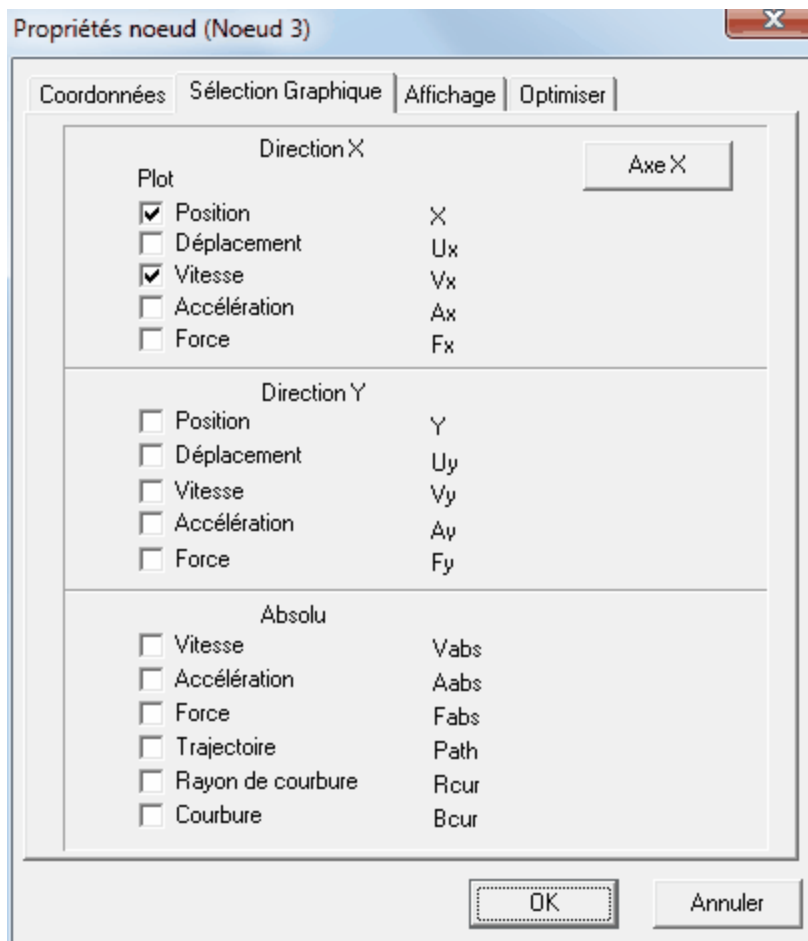 Propriétés noeud (Noeud 3)
Coordonnées Sélection Graphique Affichage Optimiser
Direction X
Axe X
Plot
Position X
Déplacement Ux
Vitesse Vx
Accélération Ax
Force Fx
Direction Y
Position Y
Déplacement Uy
Vitesse Vy
Accélération Ay
Force Fy
Absolu
Vitesse Vabs
Accélération Aabs
Force Fabs
Trajectoire Path
Rayon de courbure Rcur
Courbure Bcur
OK Annuler